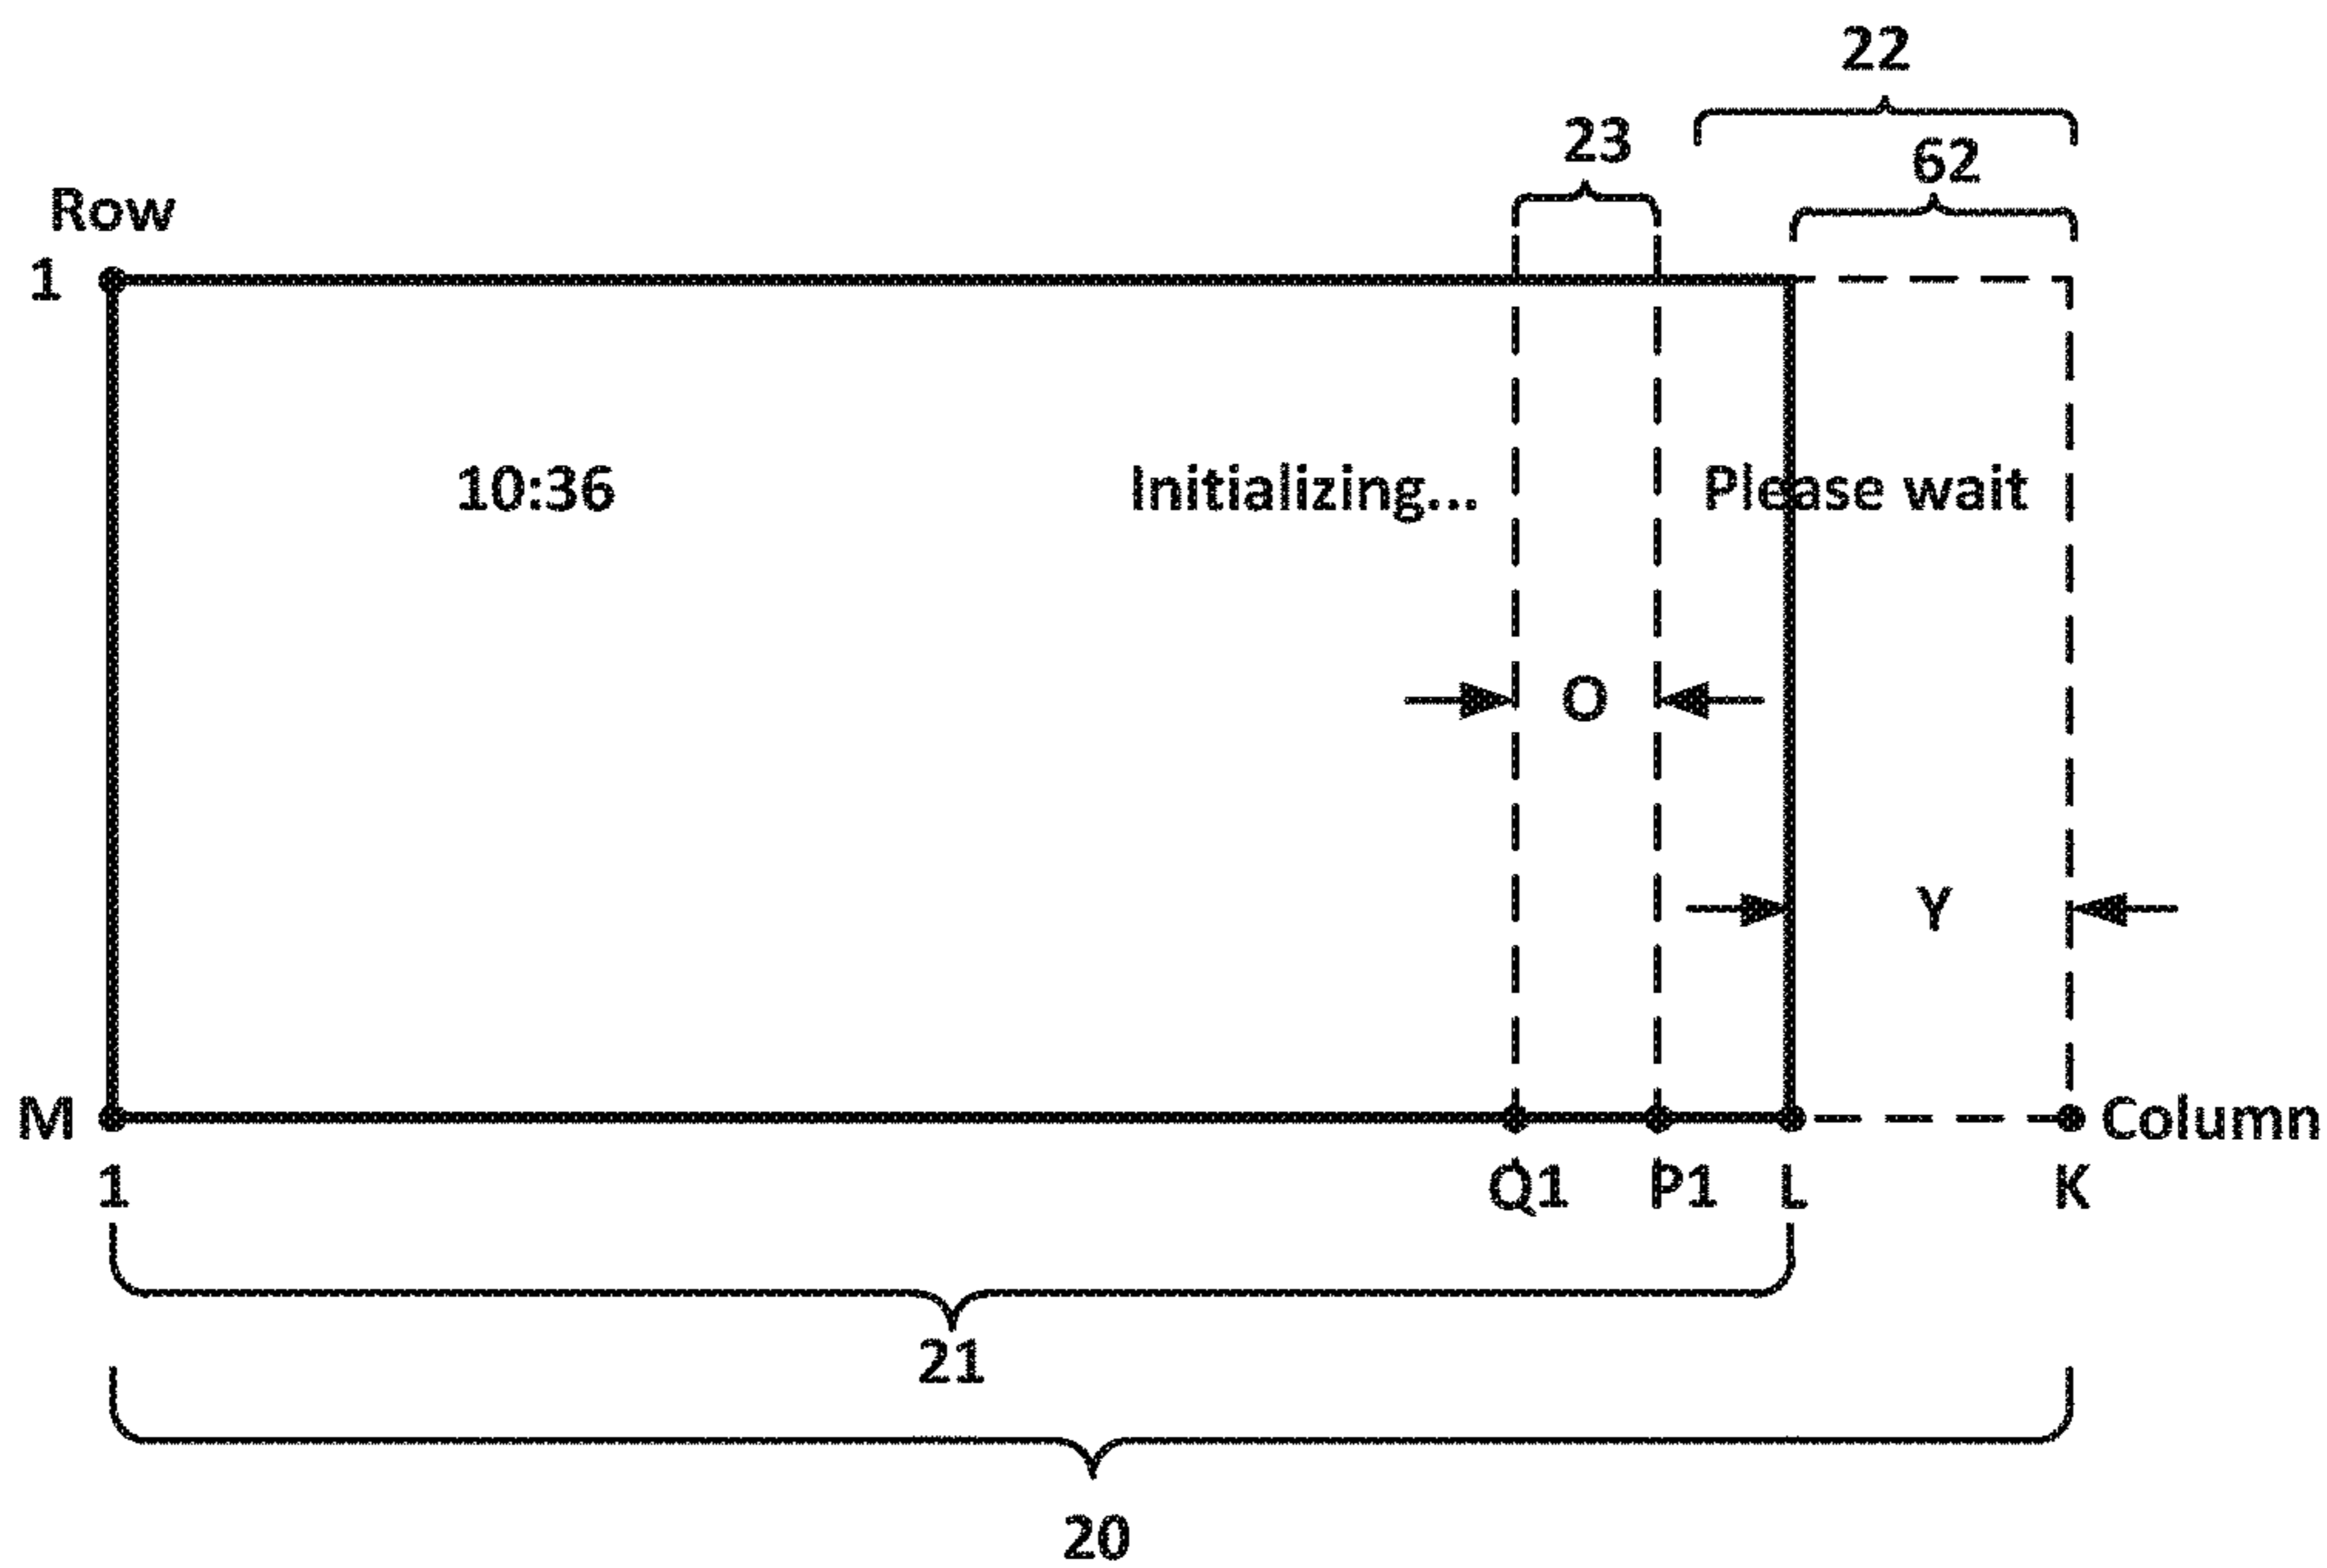 22
23
62
Row
1
10:36 Initializing... Please wait
O
Y
M Column
1 Q1 P1 L K
21
20